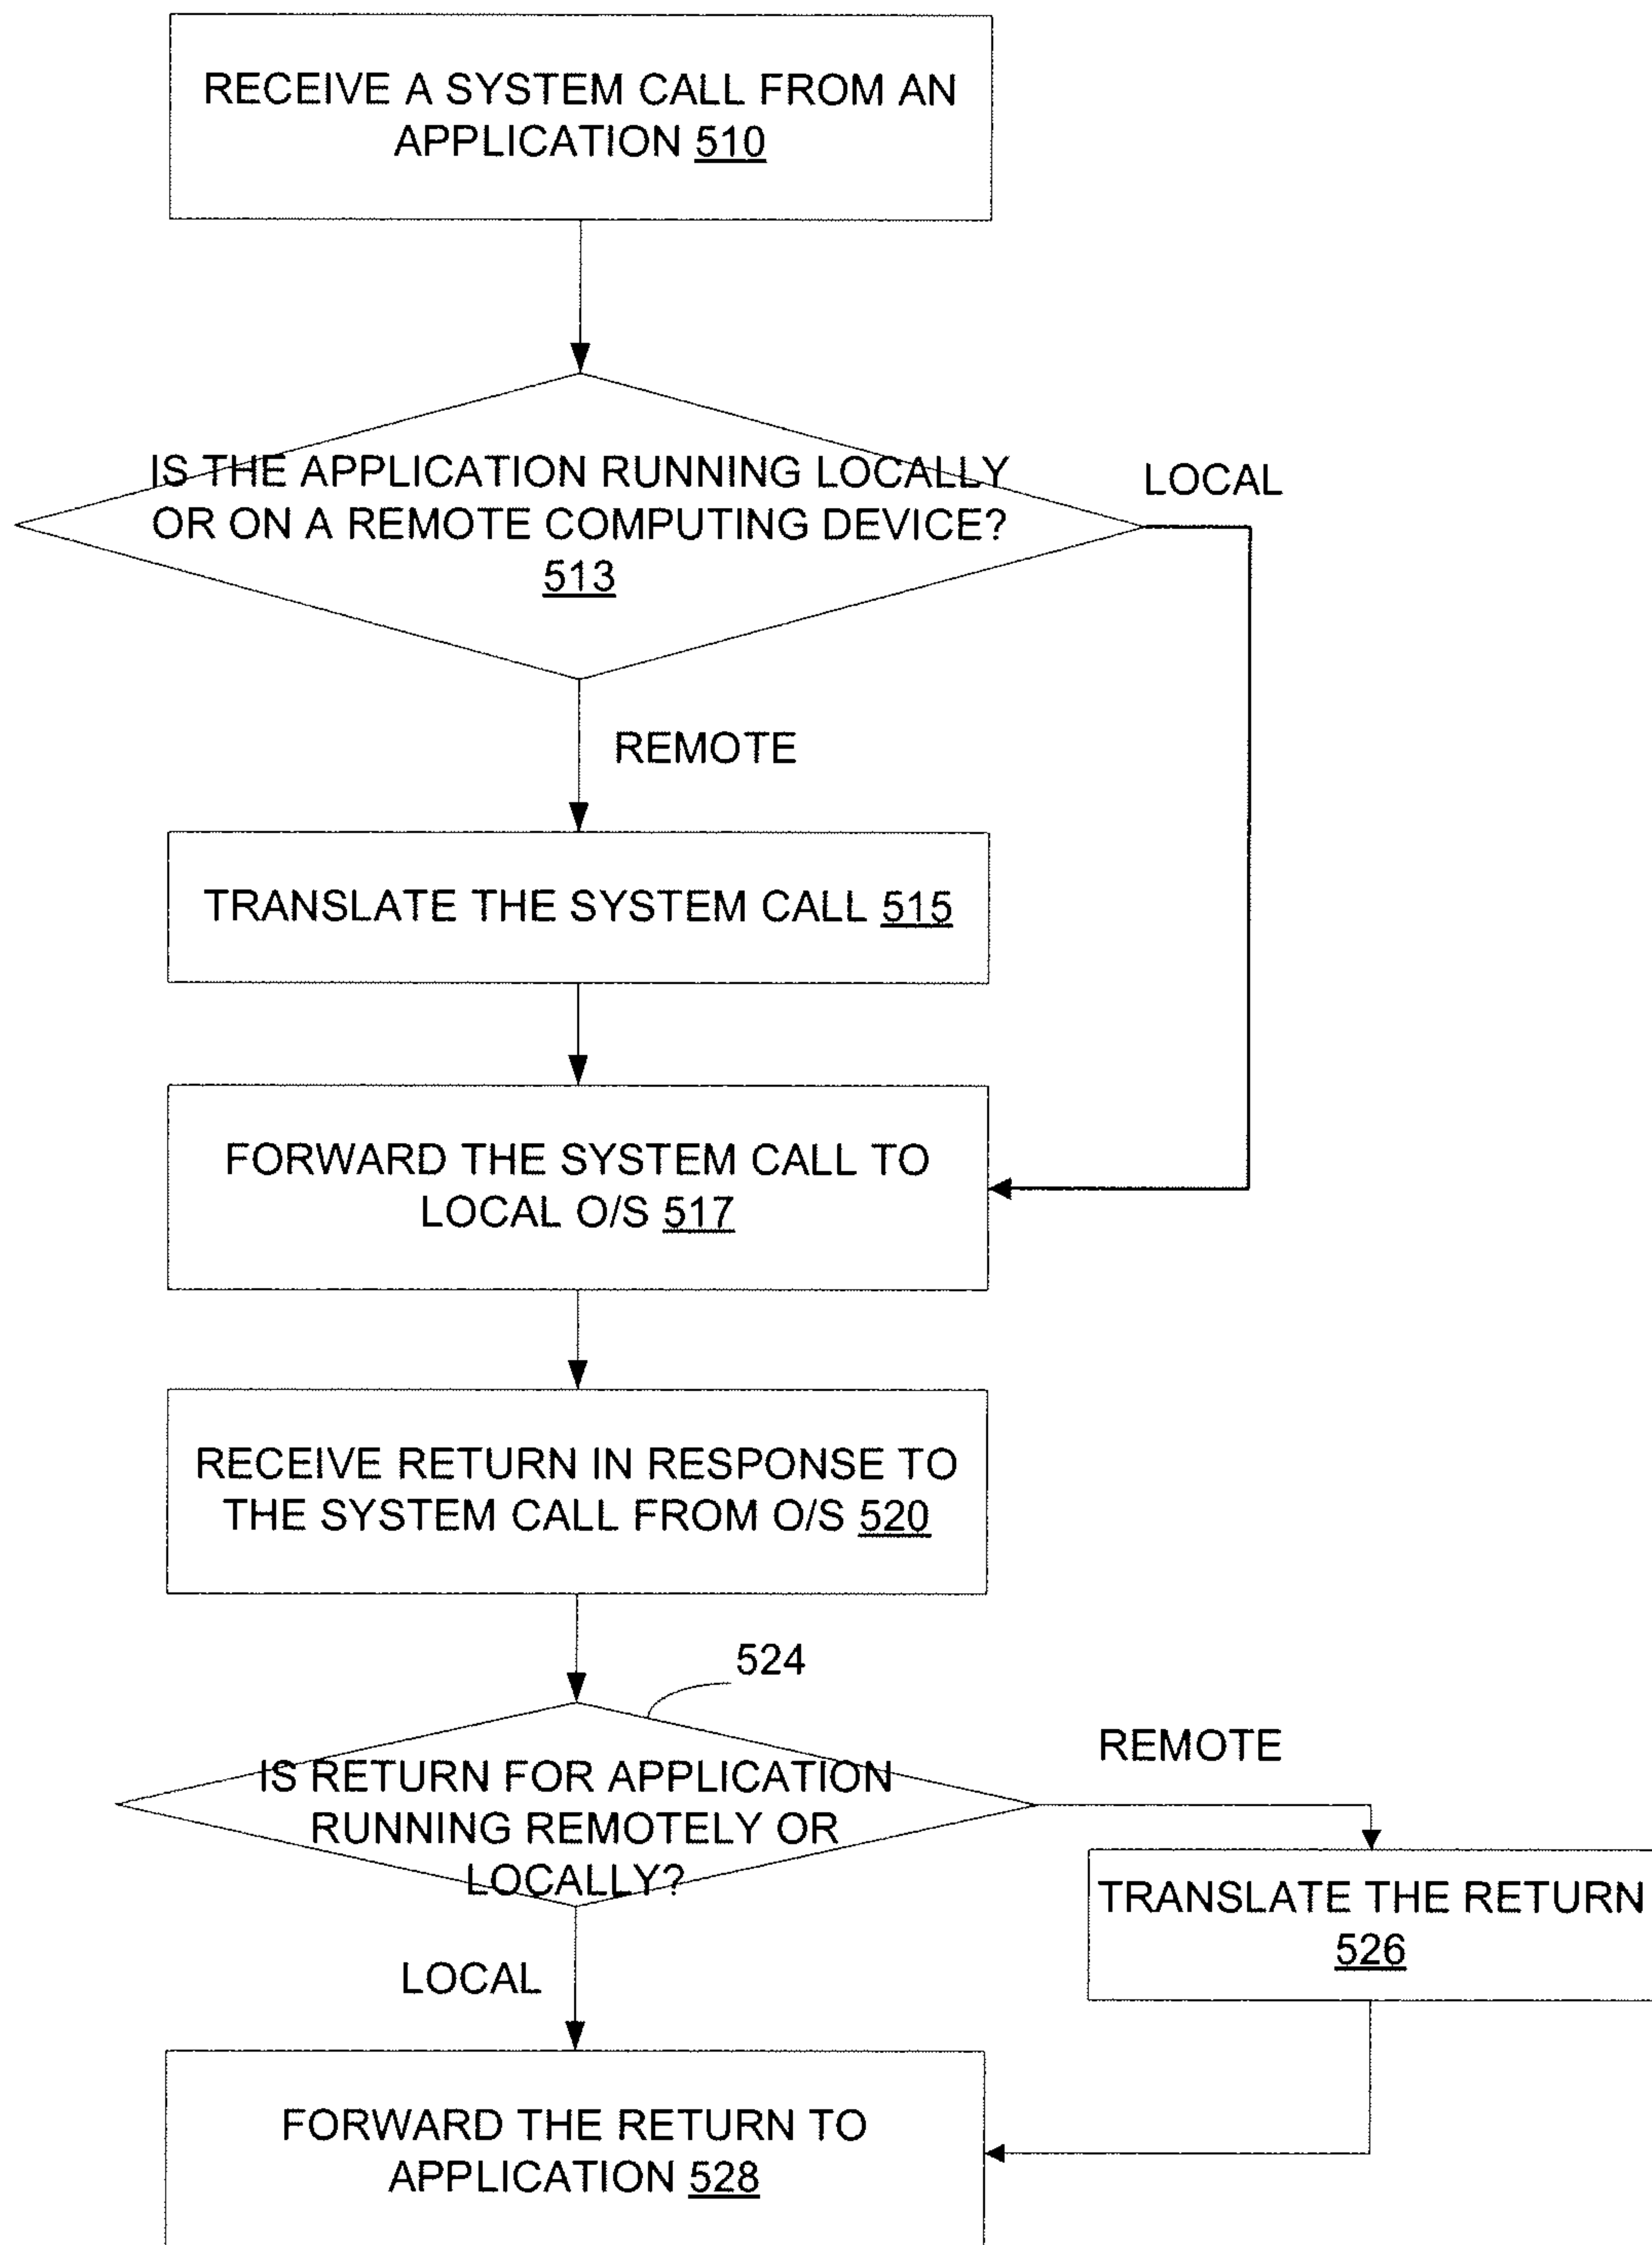 RECEIVE A SYSTEM CALL FROM AN
APPLICATION 510
IS THE APPLICATION RUNNING LOCALLY
OR ON A REMOTE COMPUTING DEVICE?
513
LOCAL
REMOTE
TRANSLATE THE SYSTEM CALL 515
FORWARD THE SYSTEM CALL TO
LOCAL O/S 517
RECEIVE RETURN IN RESPONSE TO
THE SYSTEM CALL FROM O/S 520
524
IS RETURN FOR APPLICATION
RUNNING REMOTELY OR
LOCALLY?
REMOTE
TRANSLATE THE RETURN
526
LOCAL
FORWARD THE RETURN TO
APPLICATION 528